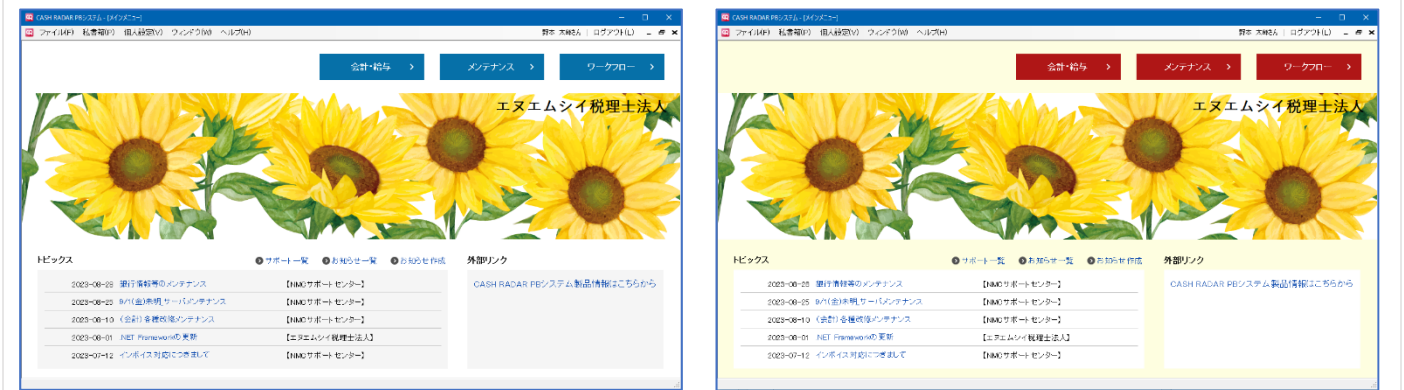 CASH RADAR PBシステム - [メインメニュー]
ファイル(F) 私書箱(P) 個人設定(V) ウィンドウ(W) ヘルプ(H)
野本 太郎さん | ログアウト(L)
会計・給与 > メンテナンス > ワークフロー >
エヌエムシイ税理士法人
トピックス
サポート一覧 お知らせ一覧 お知らせ作成
2023-08-28 銀行情報等のメンテナンス 【NMCサポートセンター】
2023-08-25 9/1(金)未明_サーバメンテナンス 【NMCサポートセンター】
2023-08-10 (会計)各種改修メンテナンス 【NMCサポートセンター】
2023-08-01 .NET Frameworkの更新 【エヌエムシイ税理士法人】
2023-07-12 インボイス対応につきまして 【NMCサポートセンター】
外部リンク
CASH RADAR PBシステム製品情報はこちらから
CASH RADAR PBシステム - [メインメニュー]
ファイル(F) 私書箱(P) 個人設定(V) ウィンドウ(W) ヘルプ(H)
野本 太郎さん | ログアウト(L)
会計・給与 > メンテナンス > ワークフロー >
エヌエムシイ税理士法人
トピックス
サポート一覧 お知らせ一覧 お知らせ作成
2023-08-28 銀行情報等のメンテナンス 【NMCサポートセンター】
2023-08-25 9/1(金)未明_サーバメンテナンス 【NMCサポートセンター】
2023-08-10 (会計)各種改修メンテナンス 【NMCサポートセンター】
2023-08-01 .NET Frameworkの更新 【エヌエムシイ税理士法人】
2023-07-12 インボイス対応につきまして 【NMCサポートセンター】
外部リンク
CASH RADAR PBシステム製品情報はこちらから